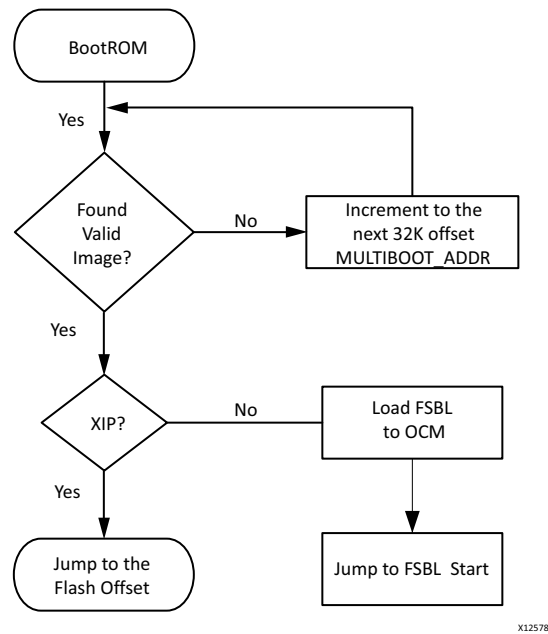 BootROM
Yes
Found
Valid
Image?
No
Increment to the
next 32K offset
MULTIBOOT_ADDR
Yes
XIP?
No
Load FSBL
to OCM
Yes
Jump to the
Flash Offset
Jump to FSBL Start
X12578